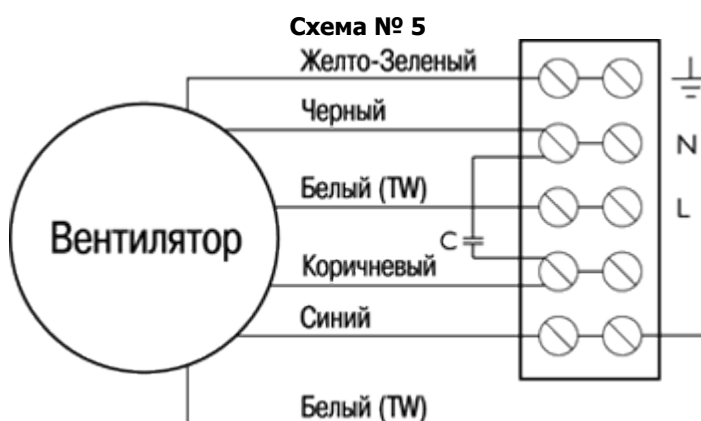 Схема № 5
Желто-Зеленый
Черный
N
Белый (TW)
L
Вентилятор
C
Коричневый
Синий
Белый (TW)